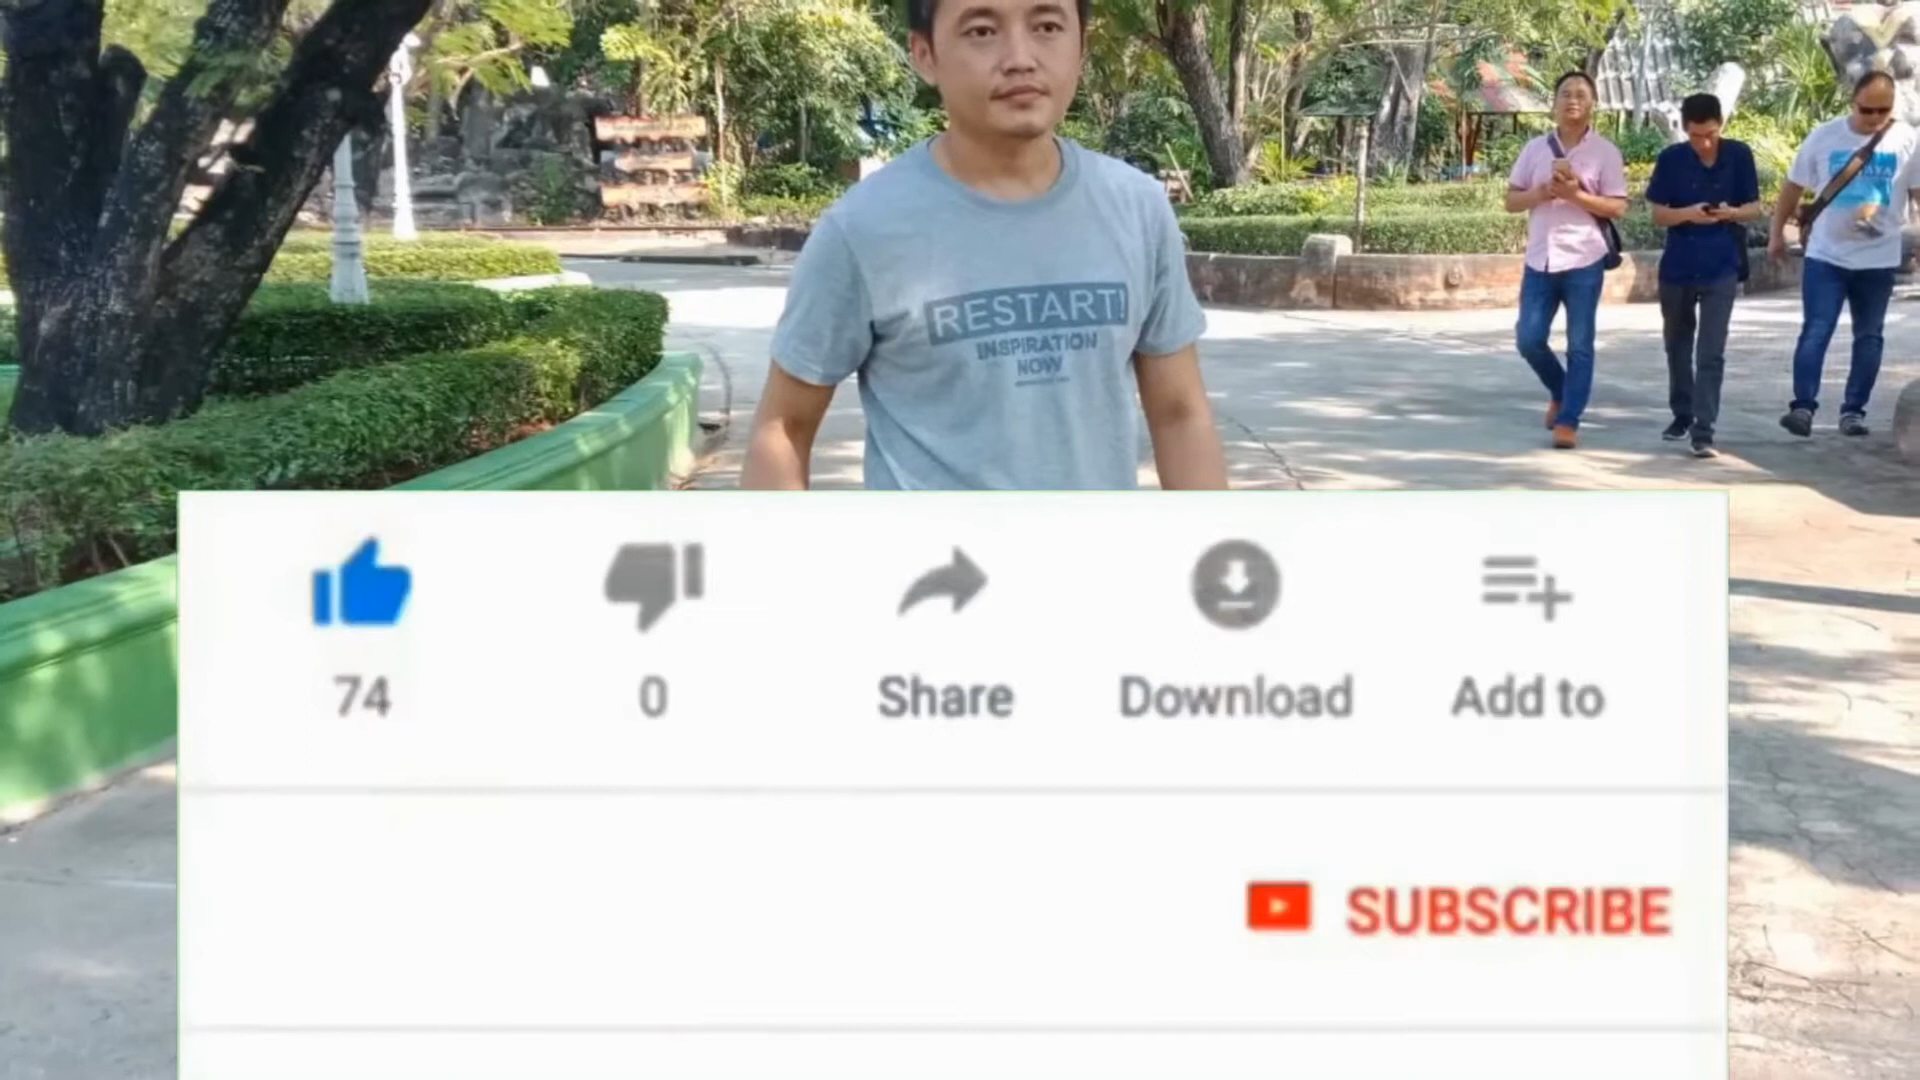 RESTART!
INSPIRATION
NOW
74
0
Share
Download
Add to
SUBSCRIBE